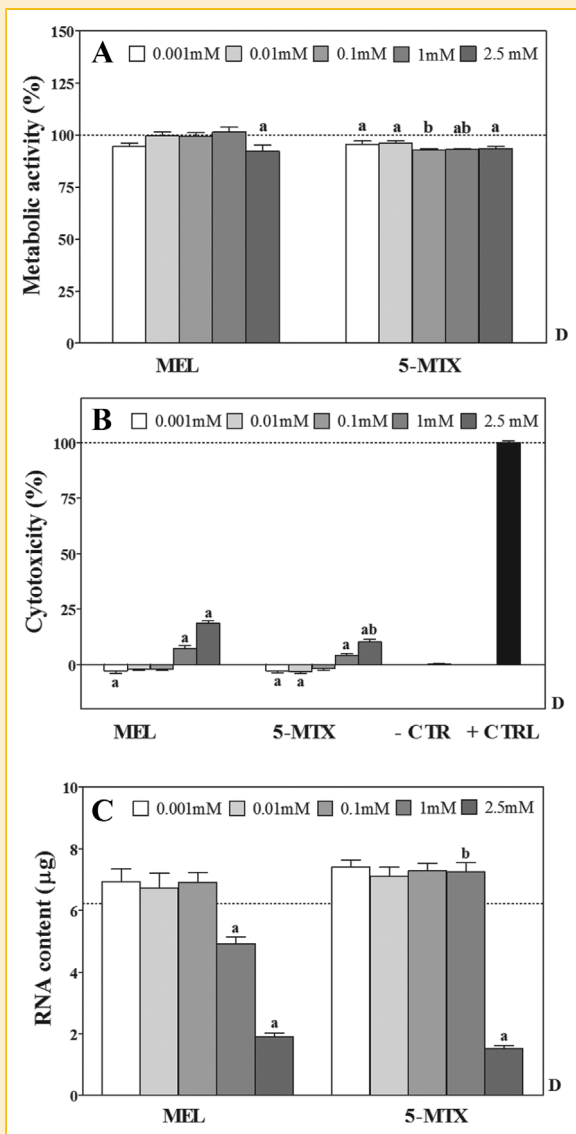 A
0.001mM 0.01mM 0.1mM 1mM 2.5 mM
Metabolic activity (%)
150
125
100
75
50
25
0
a a a b ab a
D
MEL 5-MTX
B
0.001mM 0.01mM 0.1mM 1mM 2.5 mM
Cytotoxicity (%)
100
75
50
25
0
a a a a a a ab
D
MEL 5-MTX - CTR + CTRL
C
0.001mM 0.01mM 0.1mM 1mM 2.5mM
RNA content (µg)
10
8
6
4
2
0
a a b a
D
MEL 5-MTX